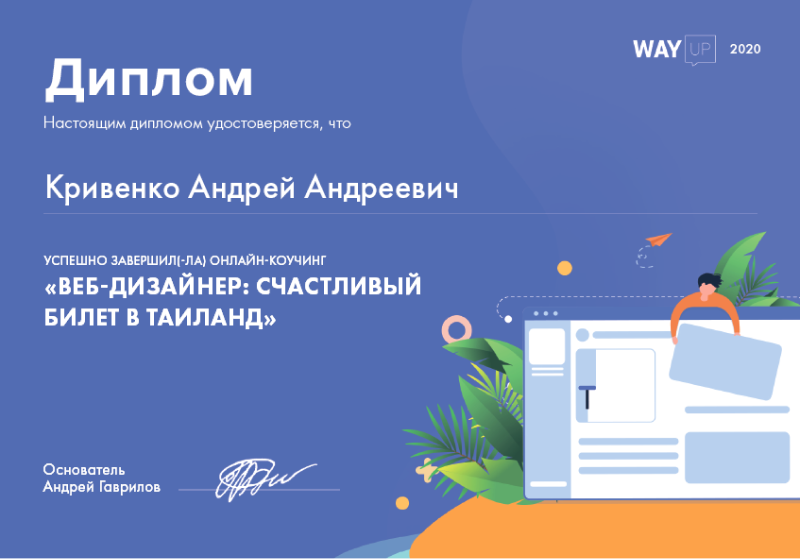 WAY UP 2020
Диплом
Настоящим дипломом удостоверяется, что
Кривенко Андрей Андреевич
УСПЕШНО ЗАВЕРШИЛ(-ЛА) ОНЛАЙН-КОУЧИНГ
«ВЕБ-ДИЗАЙНЕР: СЧАСТЛИВЫЙ
БИЛЕТ В ТАИЛАНД»
Основатель
Андрей Гаврилов